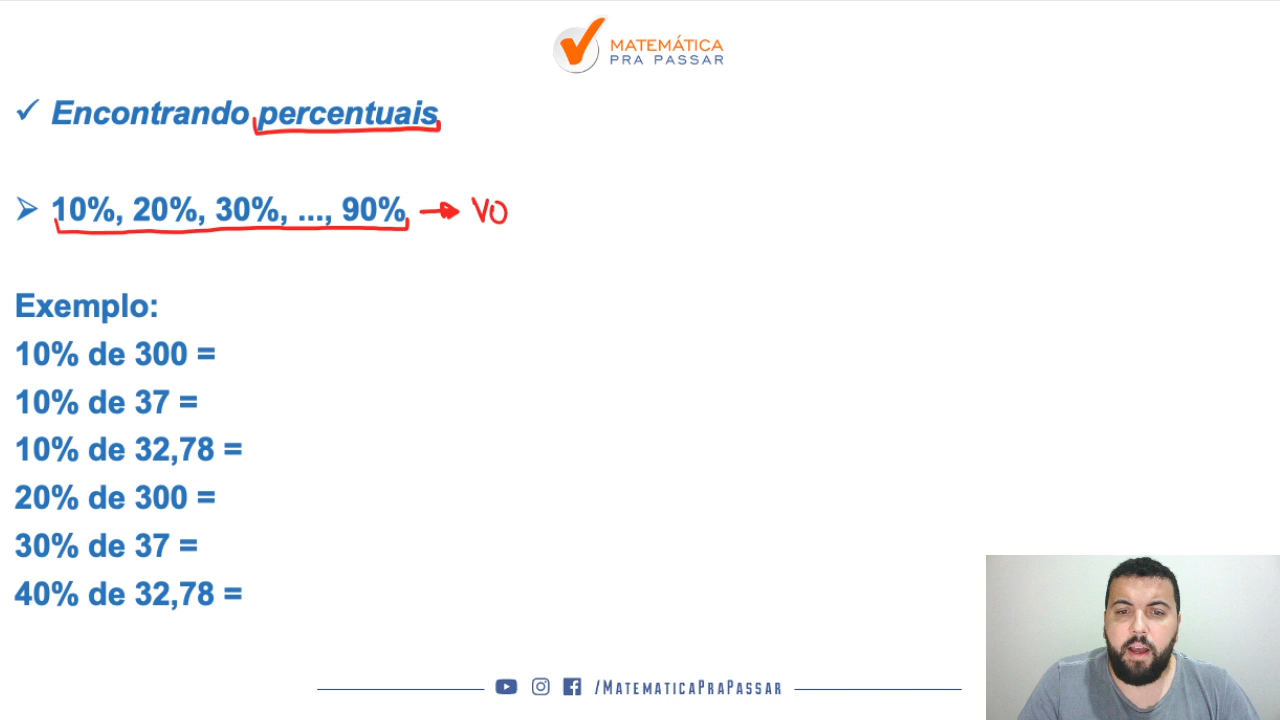 MATEMÁTICA
PRA PASSAR
Encontrando percentuais
10%, 20%, 30%, ..., 90% VO
Exemplo:
10% de 300 =
10% de 37 =
10% de 32,78 =
20% de 300 =
30% de 37 =
40% de 32,78 =
/MATEMATICAPRAPASSAR